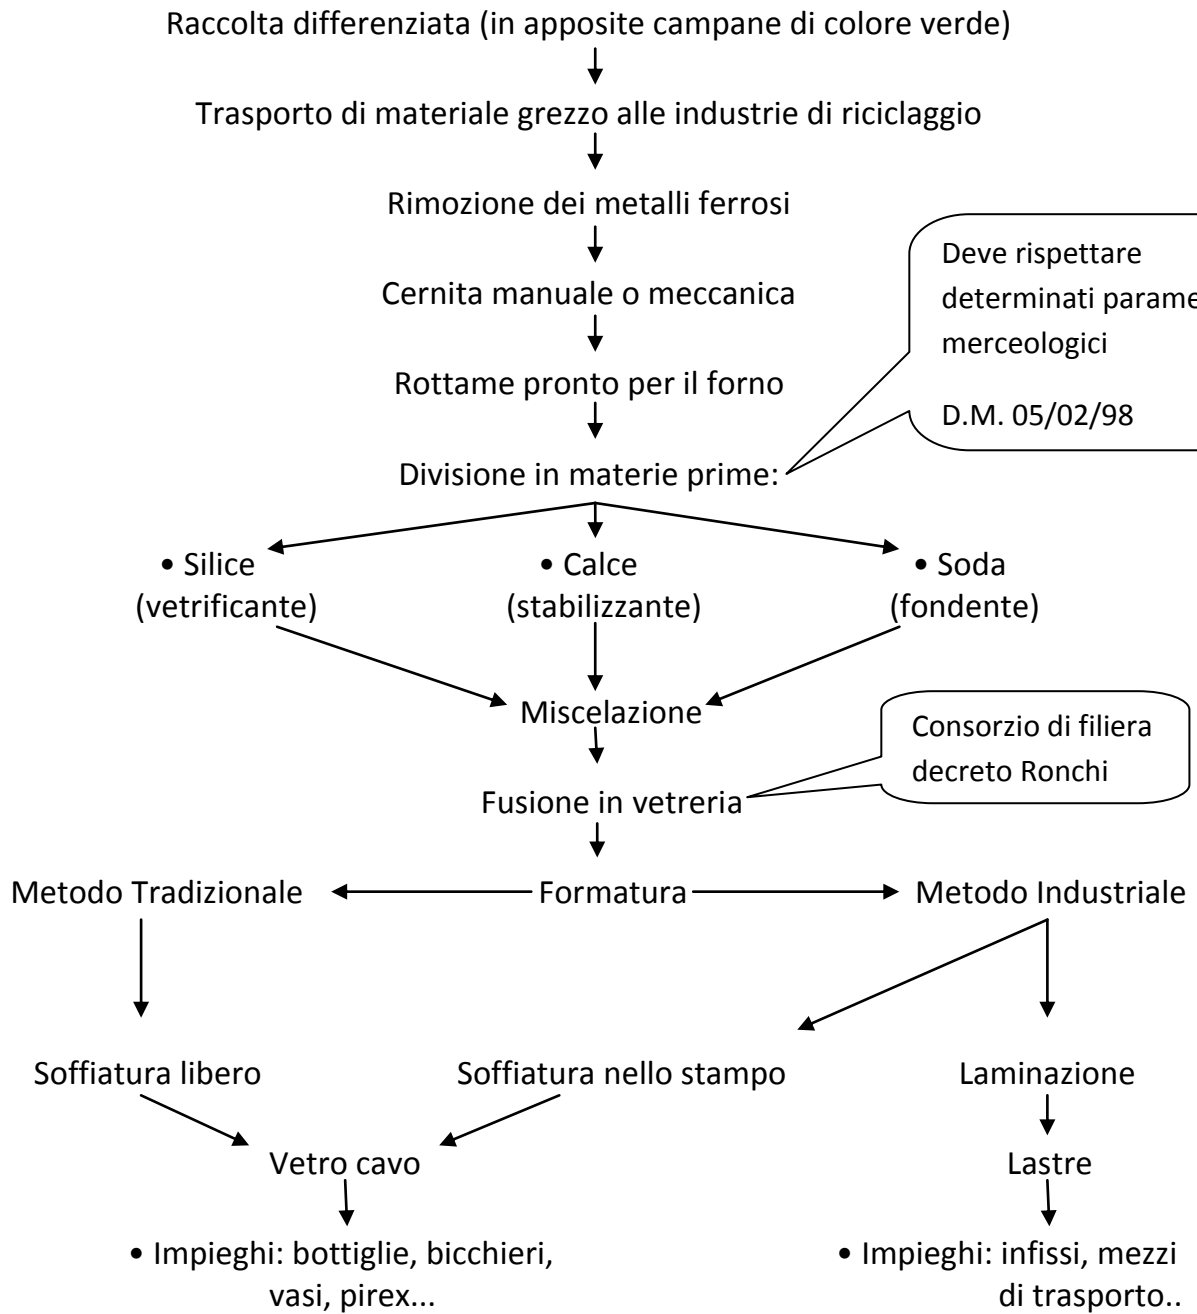 Raccolta differenziata (in apposite campane di colore verde)
Trasporto di materiale grezzo alle industrie di riciclaggio
Rimozione dei metalli ferrosi
Cernita manuale o meccanica
Rottame pronto per il forno
Deve rispettare
determinati
merceologici
D.M. 05/02/98
Divisione in materie prime:
• Silice
(vetrificante)
• Calce
(stabilizzante)
• Soda
(fondente)
Miscelazione
Consorzio di filiera
decreto Ronchi
Fusione in vetreria
Metodo Tradizionale
Formatura
Metodo Industriale
Soffiatura libero
Soffiatura nello stampo
Laminazione
Vetro cavo
Lastre
• Impieghi: bottiglie, bicchieri,
vasi, pirex...
• Impieghi: infissi, mezzi
di trasporto..